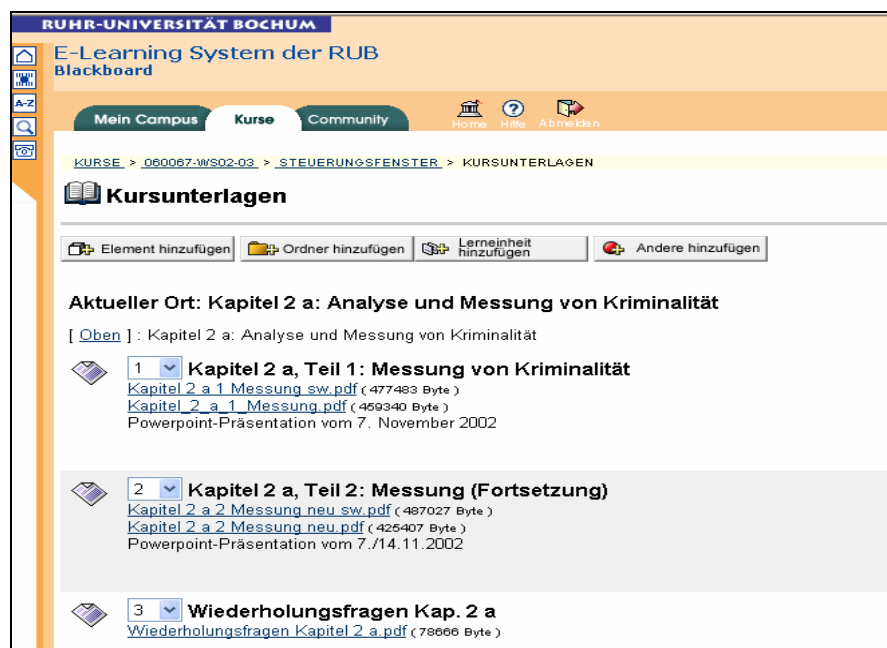 RUHR-UNIVERSITÄT BOCHUM
E-Learning System der RUB
Blackboard
A-Z
Mein Campus Kurse Community Home Hilfe Abmelden
KURSE > 060067-WS02-03 > STEUERUNGSFENSTER > KURSUNTERLAGEN
Kursunterlagen
Element hinzufügen Ordner hinzufügen Lerneinheit hinzufügen Andere hinzufügen
Aktueller Ort: Kapitel 2 a: Analyse und Messung von Kriminalität
[ Oben ] : Kapitel 2 a: Analyse und Messung von Kriminalität
1 Kapitel 2 a, Teil 1: Messung von Kriminalität
Kapitel 2 a 1 Messung sw.pdf ( 477483 Byte )
Kapitel_2_a_1_Messung.pdf ( 459340 Byte )
Powerpoint-Präsentation vom 7. November 2002
2 Kapitel 2 a, Teil 2: Messung (Fortsetzung)
Kapitel 2 a 2 Messung neu sw.pdf ( 487027 Byte )
Kapitel 2 a 2 Messung neu.pdf ( 425407 Byte )
Powerpoint-Präsentation vom 7./14.11.2002
3 Wiederholungsfragen Kap. 2 a
Wiederholungsfragen Kapitel 2 a.pdf ( 78666 Byte )